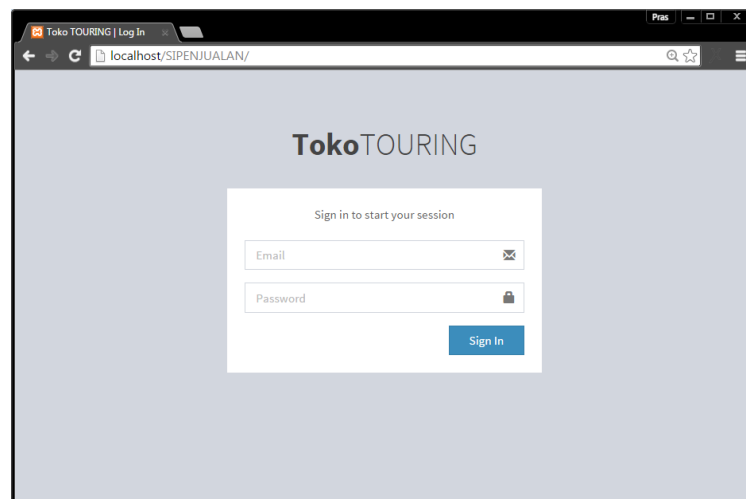 Pras
Toko TOURING | Log In
localhost/SIPENJUALAN/
TokoTOURING
Sign in to start your session
Email
Password
Sign In